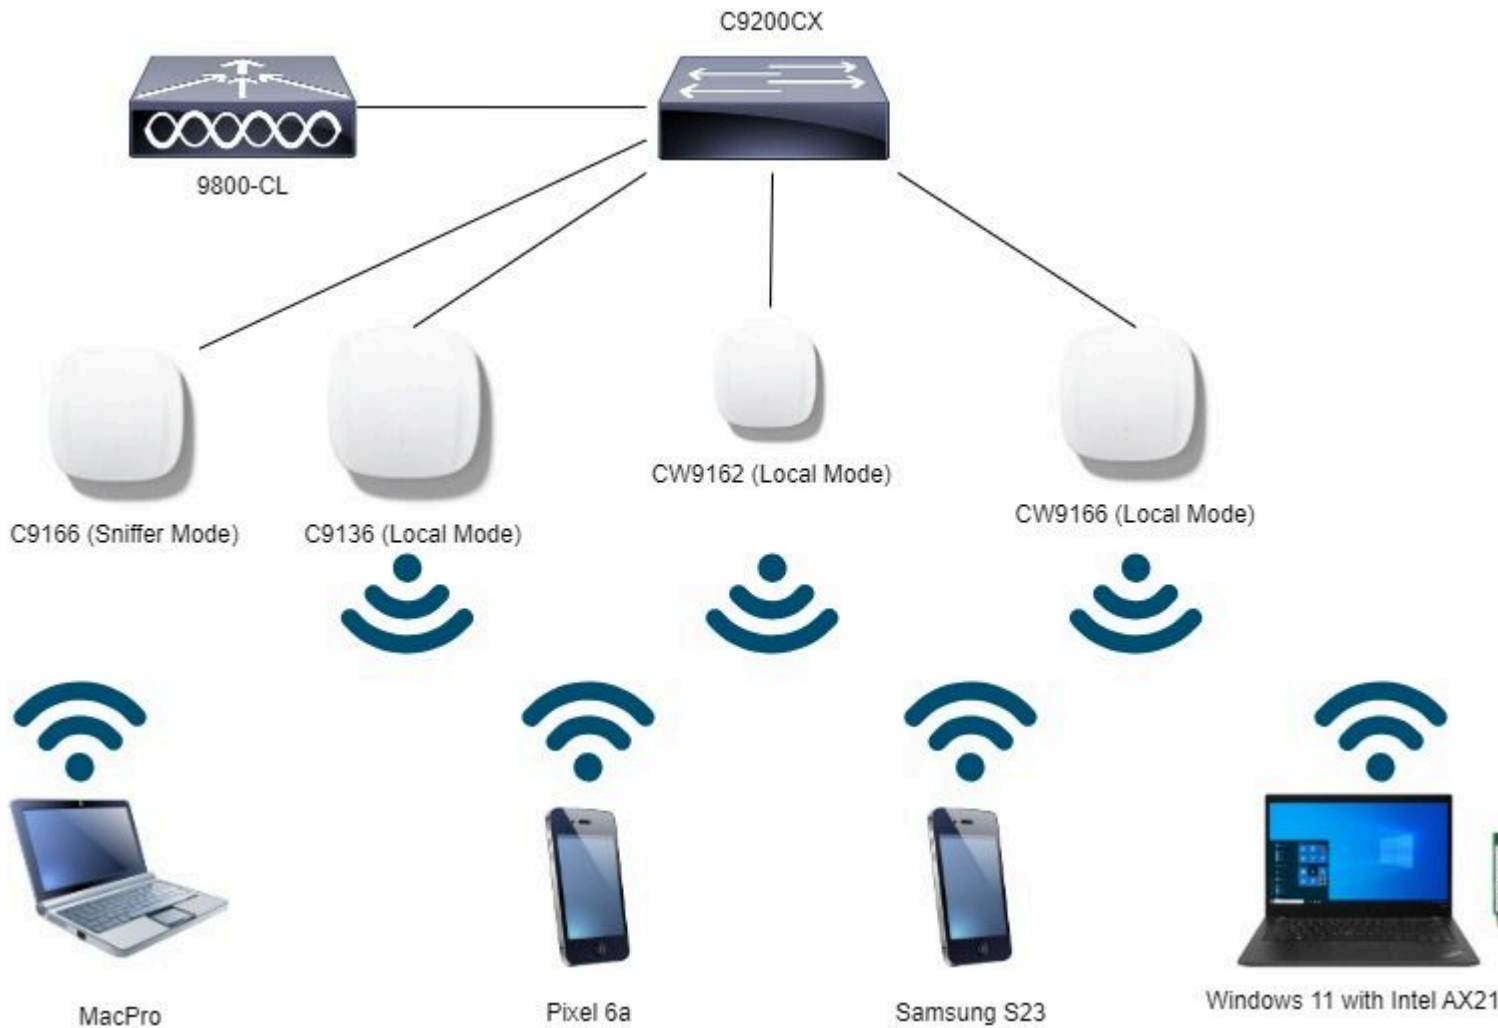 C9200CX
9800-CL
CW9162 (Local Mode)
CW9166 (Local Mode)
C9166 (Sniffer Mode)
C9136 (Local Mode)
MacPro
Pixel 6a
Samsung S23
Windows 11 with Intel AX21